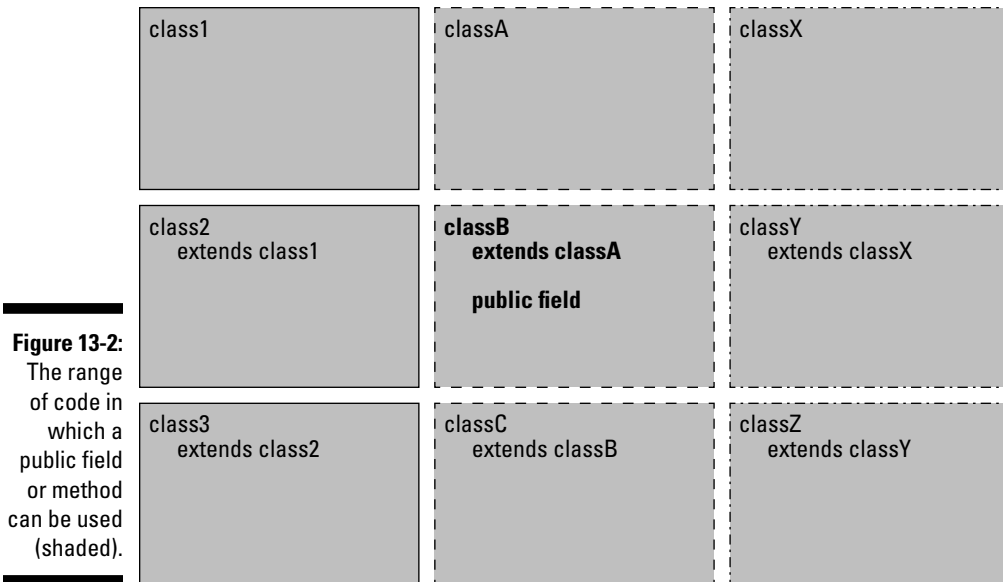 class1
classA
classX
class2
extends class1
classB
extends classA
public field
classY
extends classX
class3
extends class2
classC
extends classB
classZ
extends classY
Figure 13-2:
The range
of code in
which a
public field
or method
can be used
(shaded).